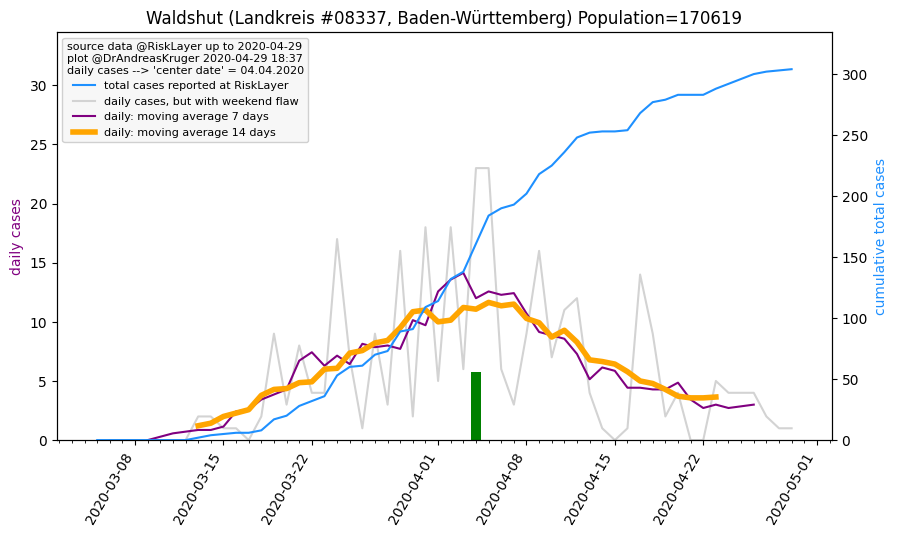 Waldshut (Landkreis #08337, Baden-Württemberg) Population=170619
source data @RiskLayer up to 2020-04-29
plot @DrAndreasKruger 2020-04-29 18:37
daily cases --> 'center date' = 04.04.2020
total cases reported at RiskLayer
daily cases, but with weekend flaw
daily: moving average 7 days
daily: moving average 14 days
daily cases
30
25
20
15
10
5
0
300
250
200
150
100
50
0
cumulative total cases
2020-03-08
2020-03-15
2020-03-22
2020-04-01
2020-04-08
2020-04-15
2020-04-22
2020-05-01